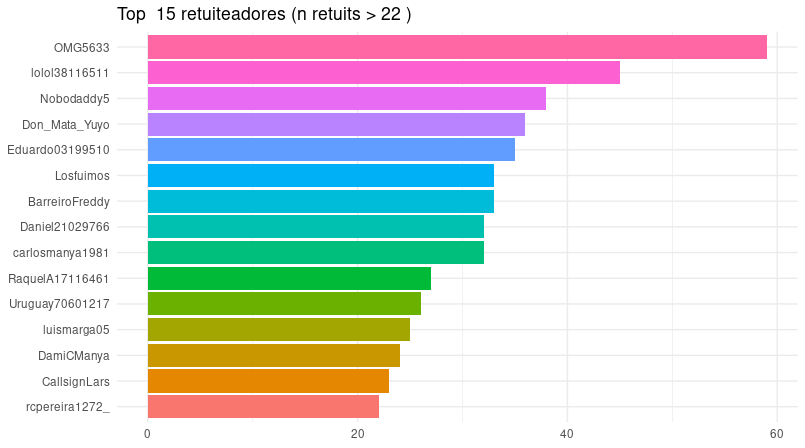 Top  15 retuiteadores (n retuits > 22 )
OMG5633
lolol38116511
Nobodaddy5
Don_Mata_Yuyo
Eduardo03199510
Losfuimos
BarreiroFreddy
Daniel21029766
carlosmanya1981
RaquelA17116461
Uruguay70601217
luismarga05
DamiCManya
CallsignLars
rcpereira1272_
0 20 40 60